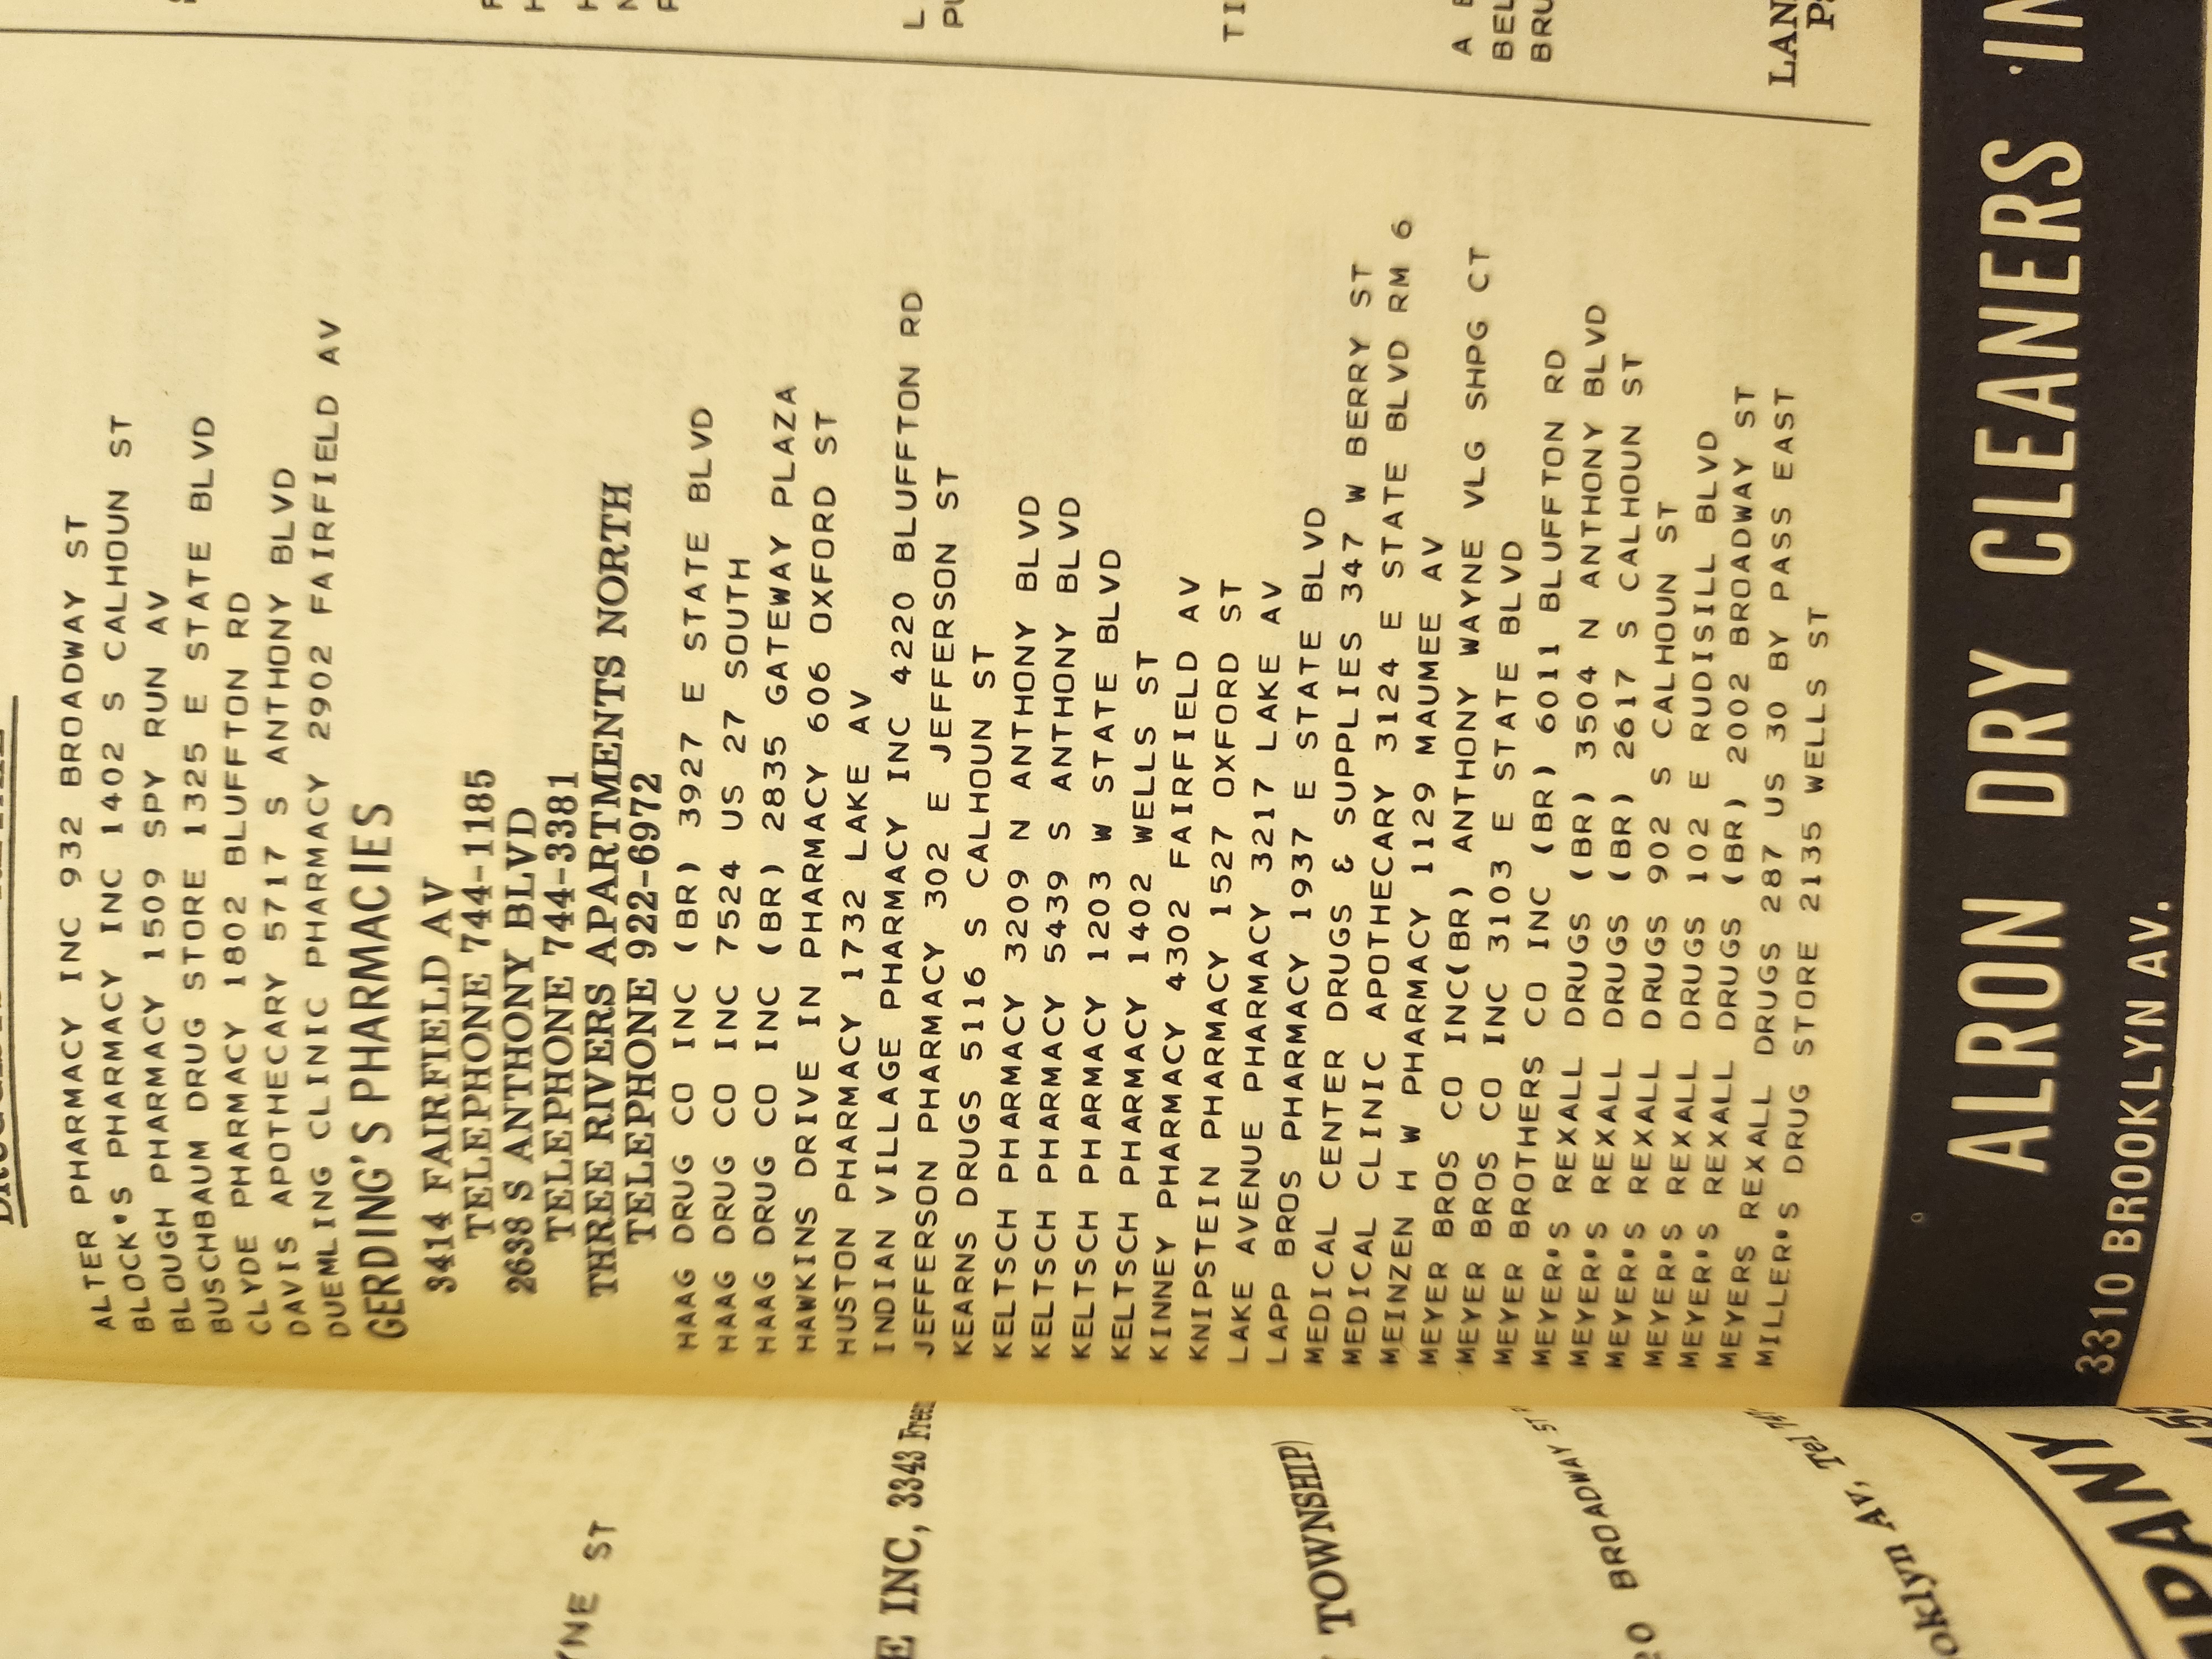 ALTER PHARMACY INC 932 BROADWAY ST
BLOCK'S PHARMACY INC 1402 S CALHOUN ST
BLOUGH PHARMACY 1509 SPY RUN AV
BUSCHBAUM DRUG STORE 1325 E STATE BLVD
CLYDE PHARMACY 1802 BLUFFTON RD
DAVIS APOTHECARY 5717 S ANTHONY BLVD
DUEMLING CLINIC PHARMACY 2902 FAIRFIELD AV
GERDING'S PHARMACIES
3414 FAIRFIELD AV
TELEPHONE 744-1185
2638 S ANTHONY BLVD
TELEPHONE 744-3381
THREE RIVERS APARTMENTS NORTH
TELEPHONE 922-6972
HAAG DRUG CO INC (BR) 3927 E STATE BLVD
HAAG DRUG CO INC 7524 US 27 SOUTH
HAAG DRUG CO INC (BR) 2835 GATEWAY PLAZA
HAWKINS DRIVE IN PHARMACY 606 OXFORD ST
HUSTON PHARMACY 1732 LAKE AV
INDIAN VILLAGE PHARMACY INC 4220 BLUFFTON RD
JEFFERSON PHARMACY 302 E JEFFERSON ST
KEARNS DRUGS 5116 S CALHOUN ST
KELTSCH PHARMACY 3209 N ANTHONY BLVD
KELTSCH PHARMACY 5439 S ANTHONY BLVD
KELTSCH PHARMACY 1203 W STATE BLVD
KELTSCH PHARMACY 1402 WELLS ST
KINNEY PHARMACY 4302 FAIRFIELD AV
KNIPSTEIN PHARMACY 1527 OXFORD ST
LAKE AVENUE PHARMACY 3217 LAKE AV
LAPP BROS PHARMACY 1937 E STATE BLVD
MEDICAL CENTER DRUGS & SUPPLIES 347 W BERRY ST
MEDICAL CLINIC APOTHECARY 3124 E STATE BLVD RM 6
MEINZEN H W PHARMACY 1129 MAUMEE AV
MEYER BROS CO INC(BR) ANTHONY WAYNE VLG SHPG CT
MEYER BROS CO INC 3103 E STATE BLVD
MEYER BROTHERS CO INC (BR) 6011 BLUFFTON RD
MEYER'S REXALL DRUGS (BR) 3504 N ANTHONY BLVD
MEYER'S REXALL DRUGS (BR) 2617 S CALHOUN ST
MEYER'S REXALL DRUGS 902 S CALHOUN ST
MEYER'S REXALL DRUGS 102 E RUDISILL BLVD
MEYER'S REXALL DRUGS (BR) 2002 BROADWAY ST
MEYERS REXALL DRUGS 287 US 30 BY PASS EAST
MILLER'S DRUG STORE 2135 WELLS ST
ALRON DRY CLEANERS
3310 BROOKLYN AV.
ST
INC, 3343
TOWNSHIP)
BROADWAY ST
AV, Tel